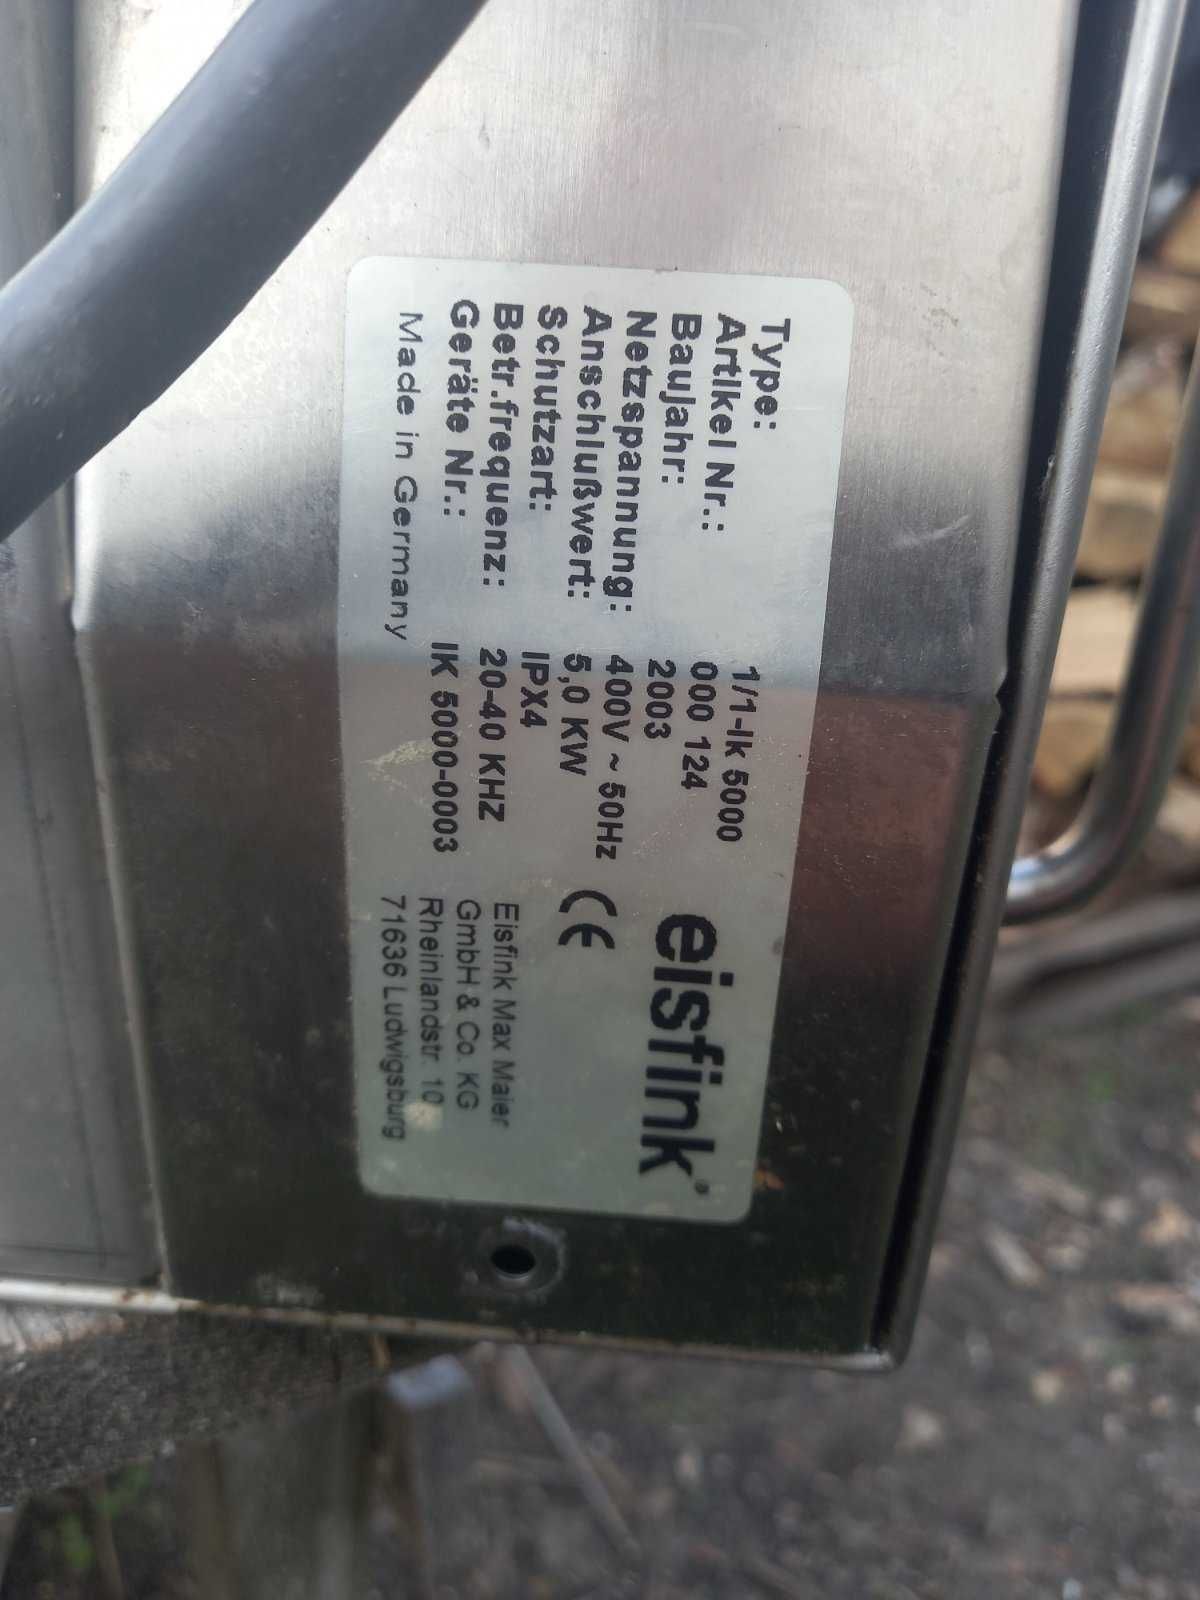 Type: 1/1-Ik 5000
Artikel Nr.: 000 124
Baujahr: 2003
Netzspannung: 400V ~ 50Hz
Anschlußwert: 5,0 KW
Schutzart: IPX4
Betr.frequenz: 20-40 KHZ
Geräte Nr.: IK 5000-0003
Made in Germany
eisfink®
CE
Eisfink Max Maier
GmbH & Co. KG
Rheinlandstr. 10
71636 Ludwigsburg